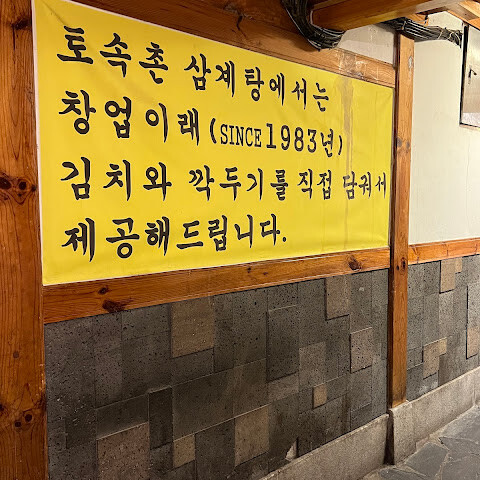 토속촌 삼계탕에서는
창업이래(SINCE 1983년)
김치와 깍두기를 직접 담궈서
제공해드립니다.